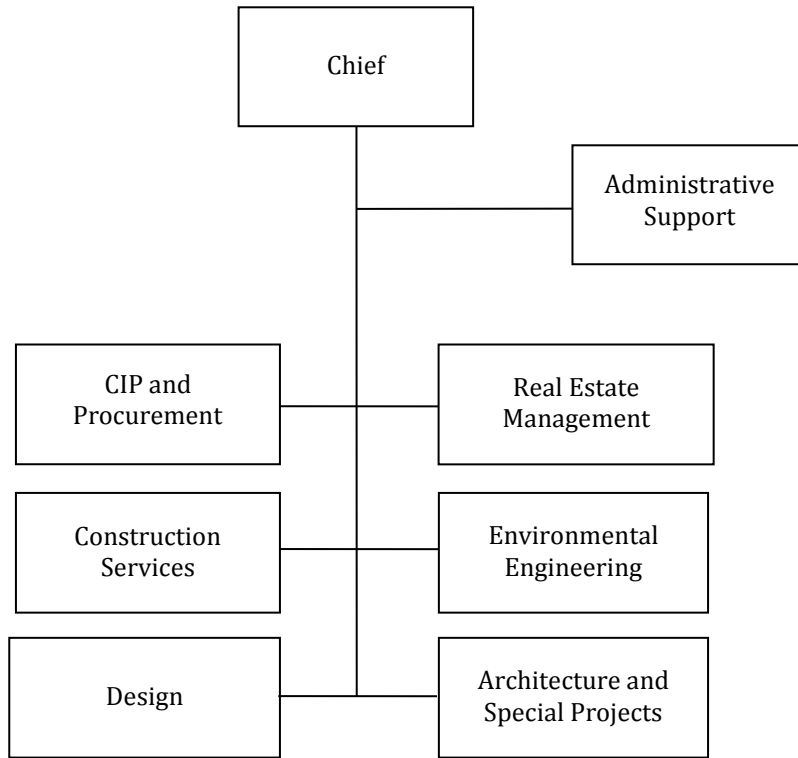 Chief
Administrative
Support
CIP and
Procurement
Real Estate
Management
Construction
Services
Environmental
Engineering
Design
Architecture and
Special Projects